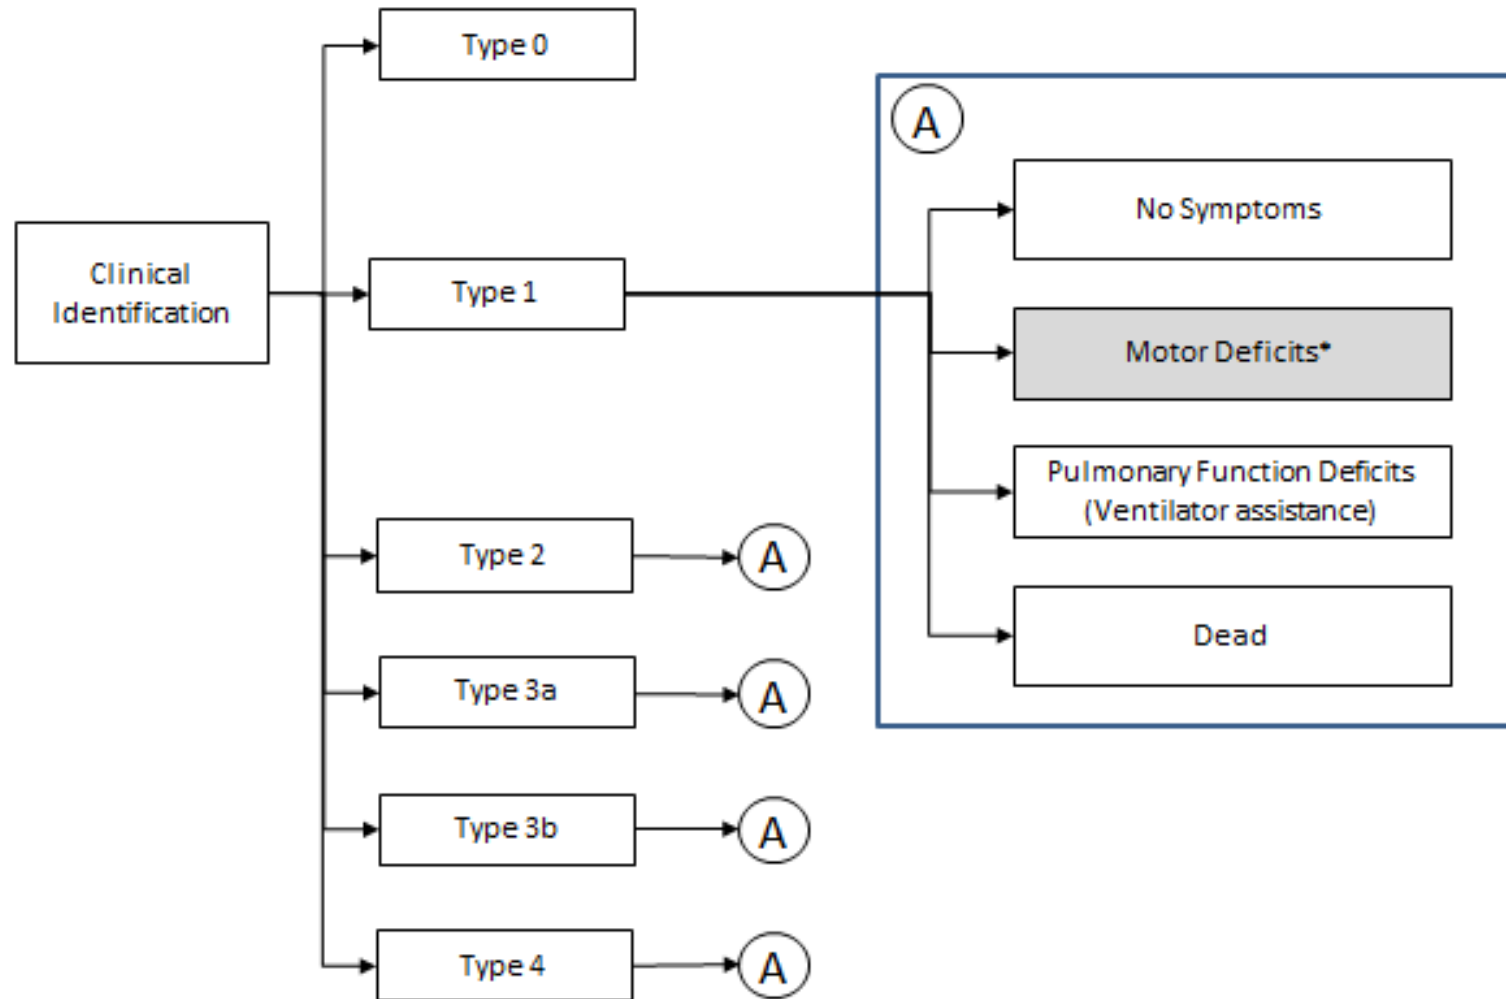 Type 0
A
No Symptoms
Clinical
Identification
Type 1
Motor Deficits*
Pulmonary Function Deficits
(Ventilator assistance)
Type 2
A
Dead
Type 3a
A
Type 3b
A
Type 4
A